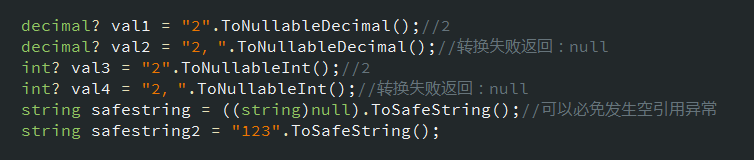 decimal? val1 = "2".ToNullableDecimal();//2
decimal? val2 = "2, ".ToNullableDecimal();//转换失败返回：null
int? val3 = "2".ToNullableInt();//2
int? val4 = "2, ".ToNullableInt();//转换失败返回：null
string safestring = ((string)null).ToSafeString();//可以必免发生空引用异常
string safestring2 = "123".ToSafeString();